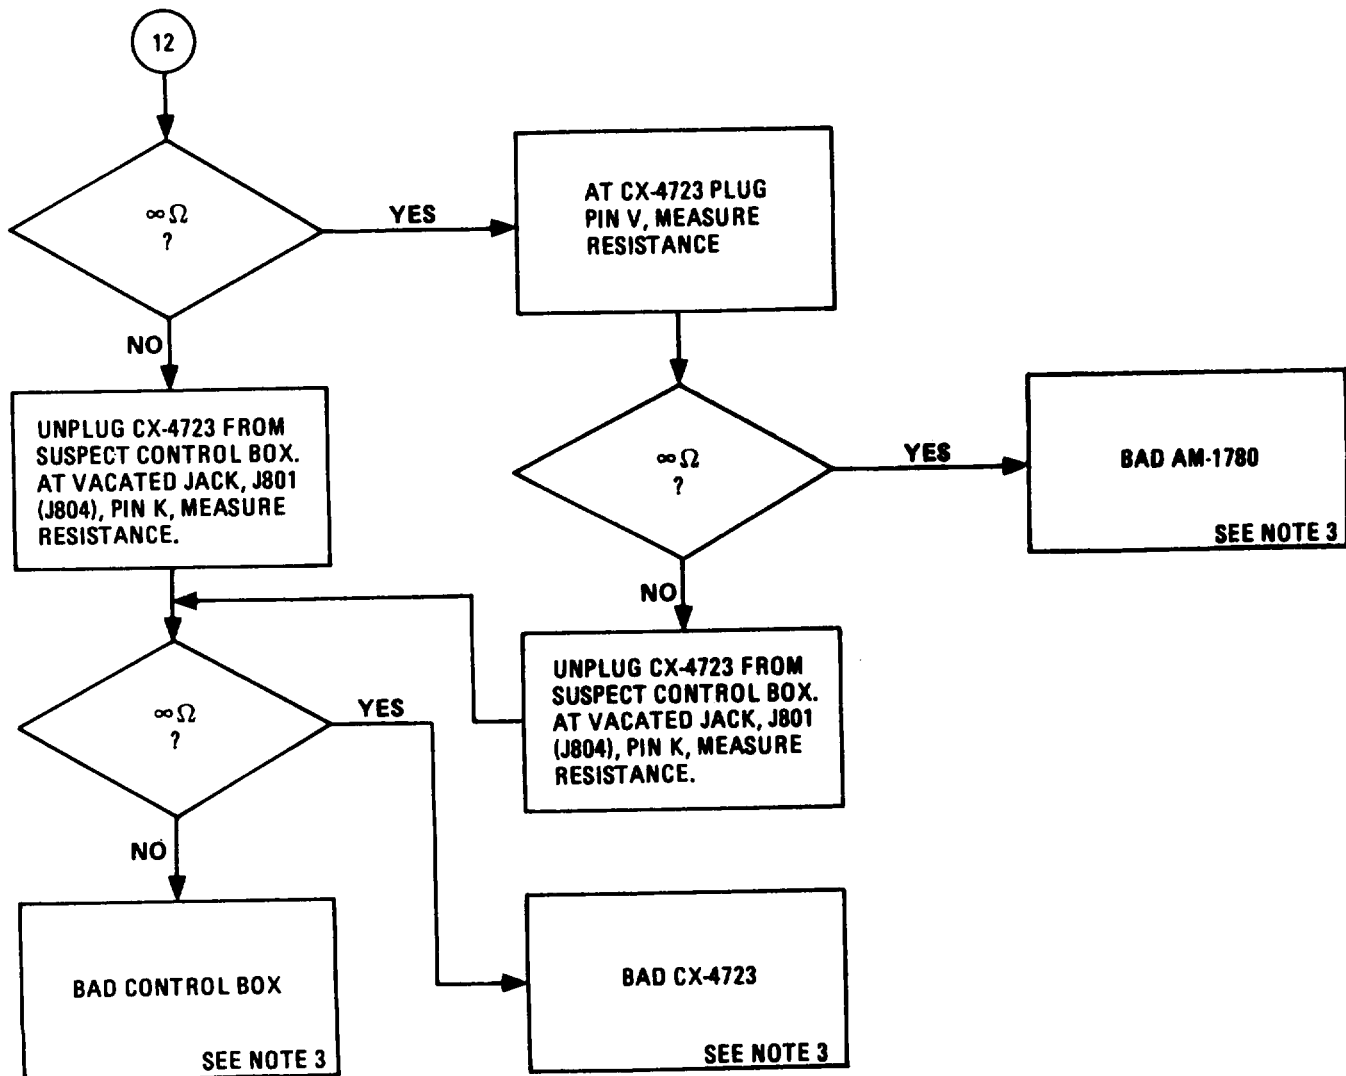 12
∞Ω
?
YES
AT CX-4723 PLUG
PIN V, MEASURE
RESISTANCE
NO
UNPLUG CX-4723 FROM
SUSPECT CONTROL BOX.
AT VACATED JACK, J801
(J804), PIN K, MEASURE
RESISTANCE.
∞Ω
?
YES
BAD AM-1780
SEE NOTE 3
NO
UNPLUG CX-4723 FROM
SUSPECT CONTROL BOX.
AT VACATED JACK, J801
(J804), PIN K, MEASURE
RESISTANCE.
∞Ω
?
YES
NO
BAD CONTROL BOX
SEE NOTE 3
BAD CX-4723
SEE NOTE 3